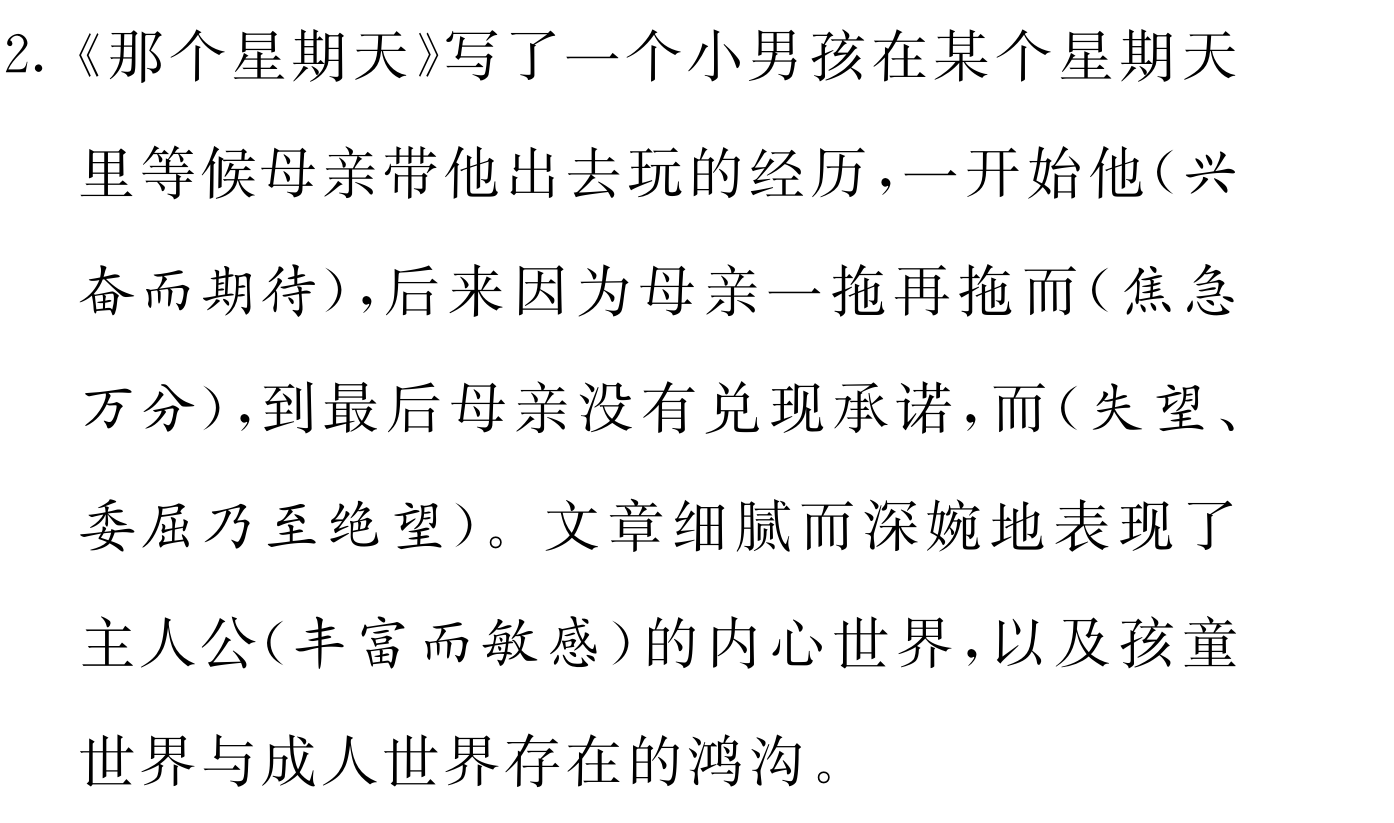 2.《那个星期天》写了一个小男孩在某个星期天
里等候母亲带他出去玩的经历,一开始他(兴
奋而期待),后来因为母亲一拖再拖而(焦急
万分),到最后母亲没有兑现承诺,而(失望、
委屈乃至绝望)。文章细腻而深婉地表现了
主人公(丰富而敏感)的内心世界,以及孩童
世界与成人世界存在的鸿沟。